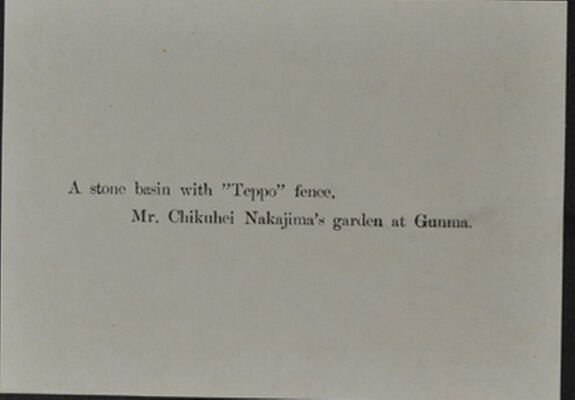 A stone basin with ”Teppo” fence.
Mr. Chikuhei Nakajima's garden at Gunma.